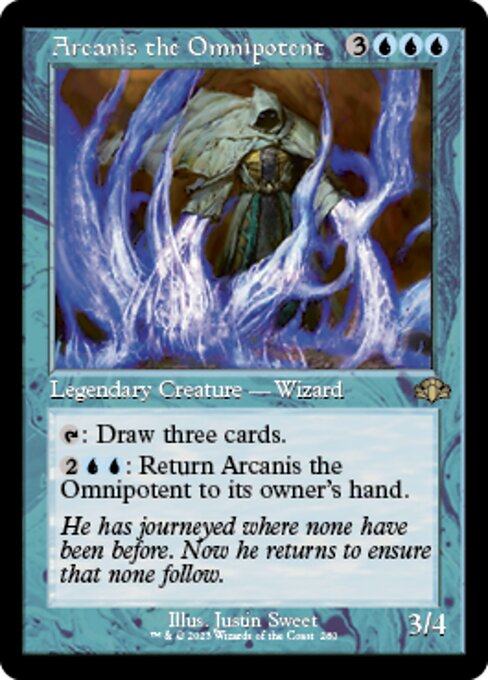 Arcanis the Omnipotent 3
Legendary Creature — Wizard
: Draw three cards.
2 : Return Arcanis the
Omnipotent to its owner's hand.
He has journeyed where none have
been before. Now he returns to ensure
that none follow.
Illus. Justin Sweet
™ & © 2023 Wizards of the Coast
3/4